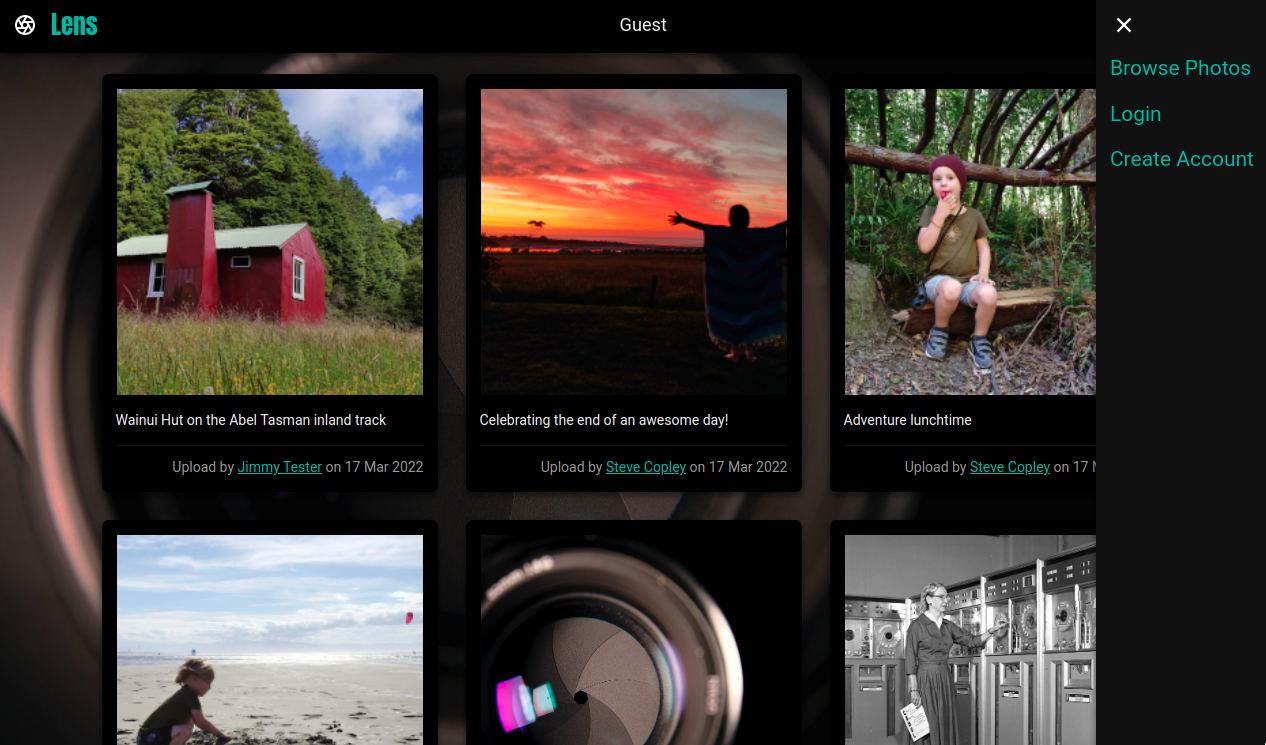 Lens
Guest
Browse Photos
Login
Create Account
Wainui Hut on the Abel Tasman inland track
Upload by Jimmy Tester on 17 Mar 2022
Celebrating the end of an awesome day!
Upload by Steve Copley on 17 Mar 2022
Adventure lunchtime
Upload by Steve Copley on 17